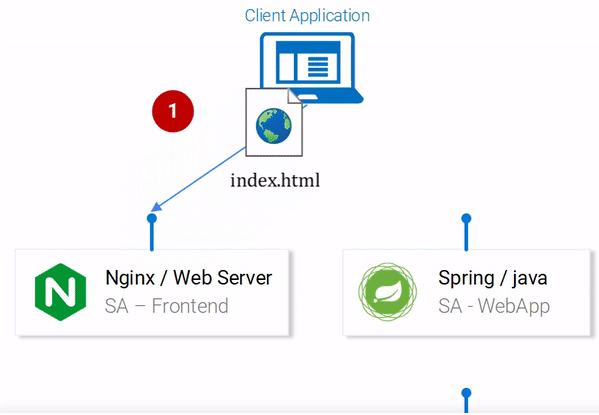 Client Application
1
index.html
Nginx / Web Server
SA – Frontend
Spring / java
SA - WebApp